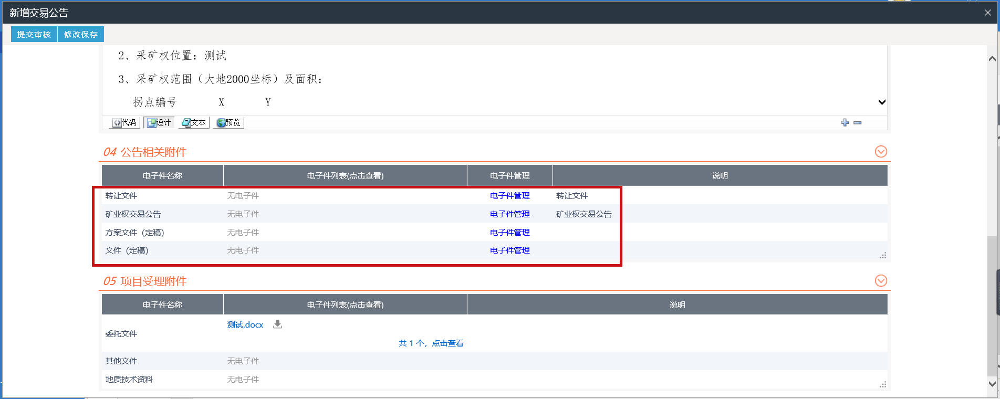 新增交易公告
提交审核 修改保存
2、采矿权位置：测试
3、采矿权范围（大地2000坐标）及面积：
拐点编号 X Y
代码 设计 文本 预览
04 公告相关附件
电子件名称 电子件列表(点击查看) 电子件管理 说明
转让文件 无电子件 电子件管理 转让文件
矿业权交易公告 无电子件 电子件管理 矿业权交易公告
方案文件（定稿） 无电子件 电子件管理
文件（定稿） 无电子件 电子件管理
05 项目受理附件
电子件名称 电子件列表(点击查看) 说明
委托文件 测试.docx
共 1 个，点击查看
其他文件 无电子件
地质技术资料 无电子件